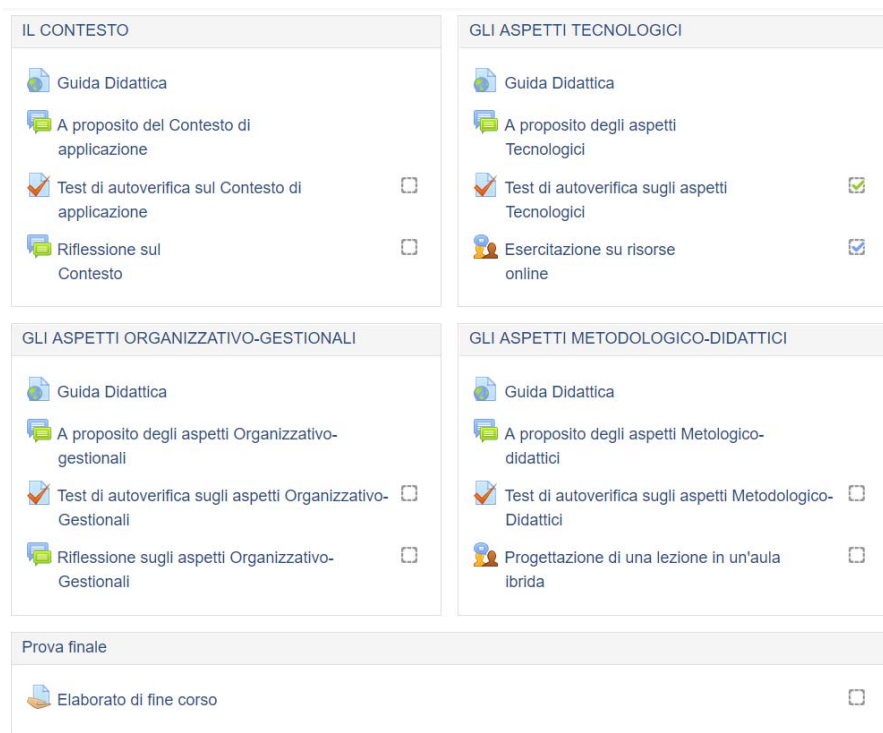 IL CONTESTO
Guida Didattica
A proposito del Contesto di
applicazione
Test di autoverifica sul Contesto di
applicazione
Riflessione sul
Contesto
GLI ASPETTI TECNOLOGICI
Guida Didattica
A proposito degli aspetti
Tecnologici
Test di autoverifica sugli aspetti
Tecnologici
Esercitazione su risorse
online
GLI ASPETTI ORGANIZZATIVO-GESTIONALI
Guida Didattica
A proposito degli aspetti Organizzativo-
gestionali
Test di autoverifica sugli aspetti Organizzativo-
Gestionali
Riflessione sugli aspetti Organizzativo-
Gestionali
GLI ASPETTI METODOLOGICO-DIDATTICI
Guida Didattica
A proposito degli aspetti Metologico-
didattici
Test di autoverifica sugli aspetti Metodologico-
Didattici
Progettazione di una lezione in un'aula
ibrida
Prova finale
Elaborato di fine corso